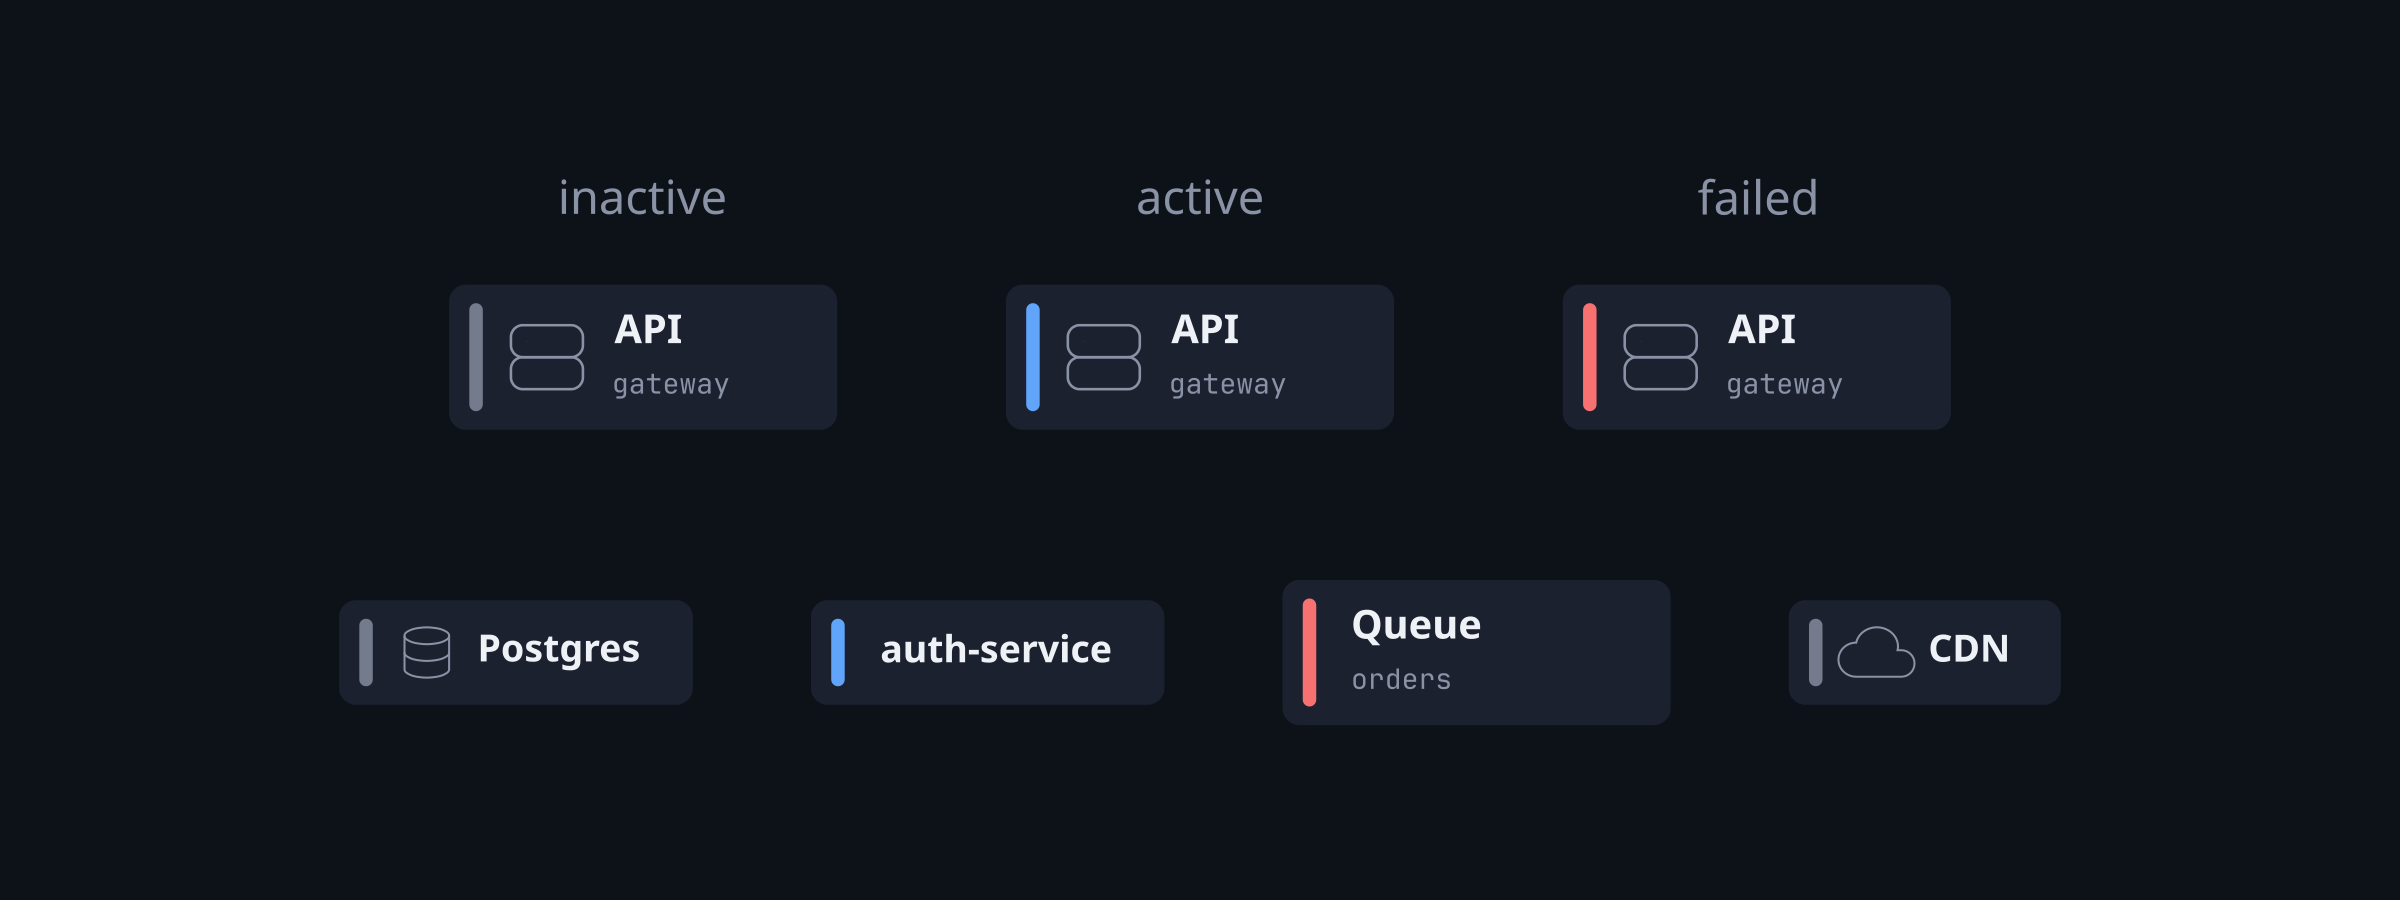 inactive
active
failed
API
gateway
API
gateway
API
gateway
Postgres
auth-service
Queue
orders
CDN